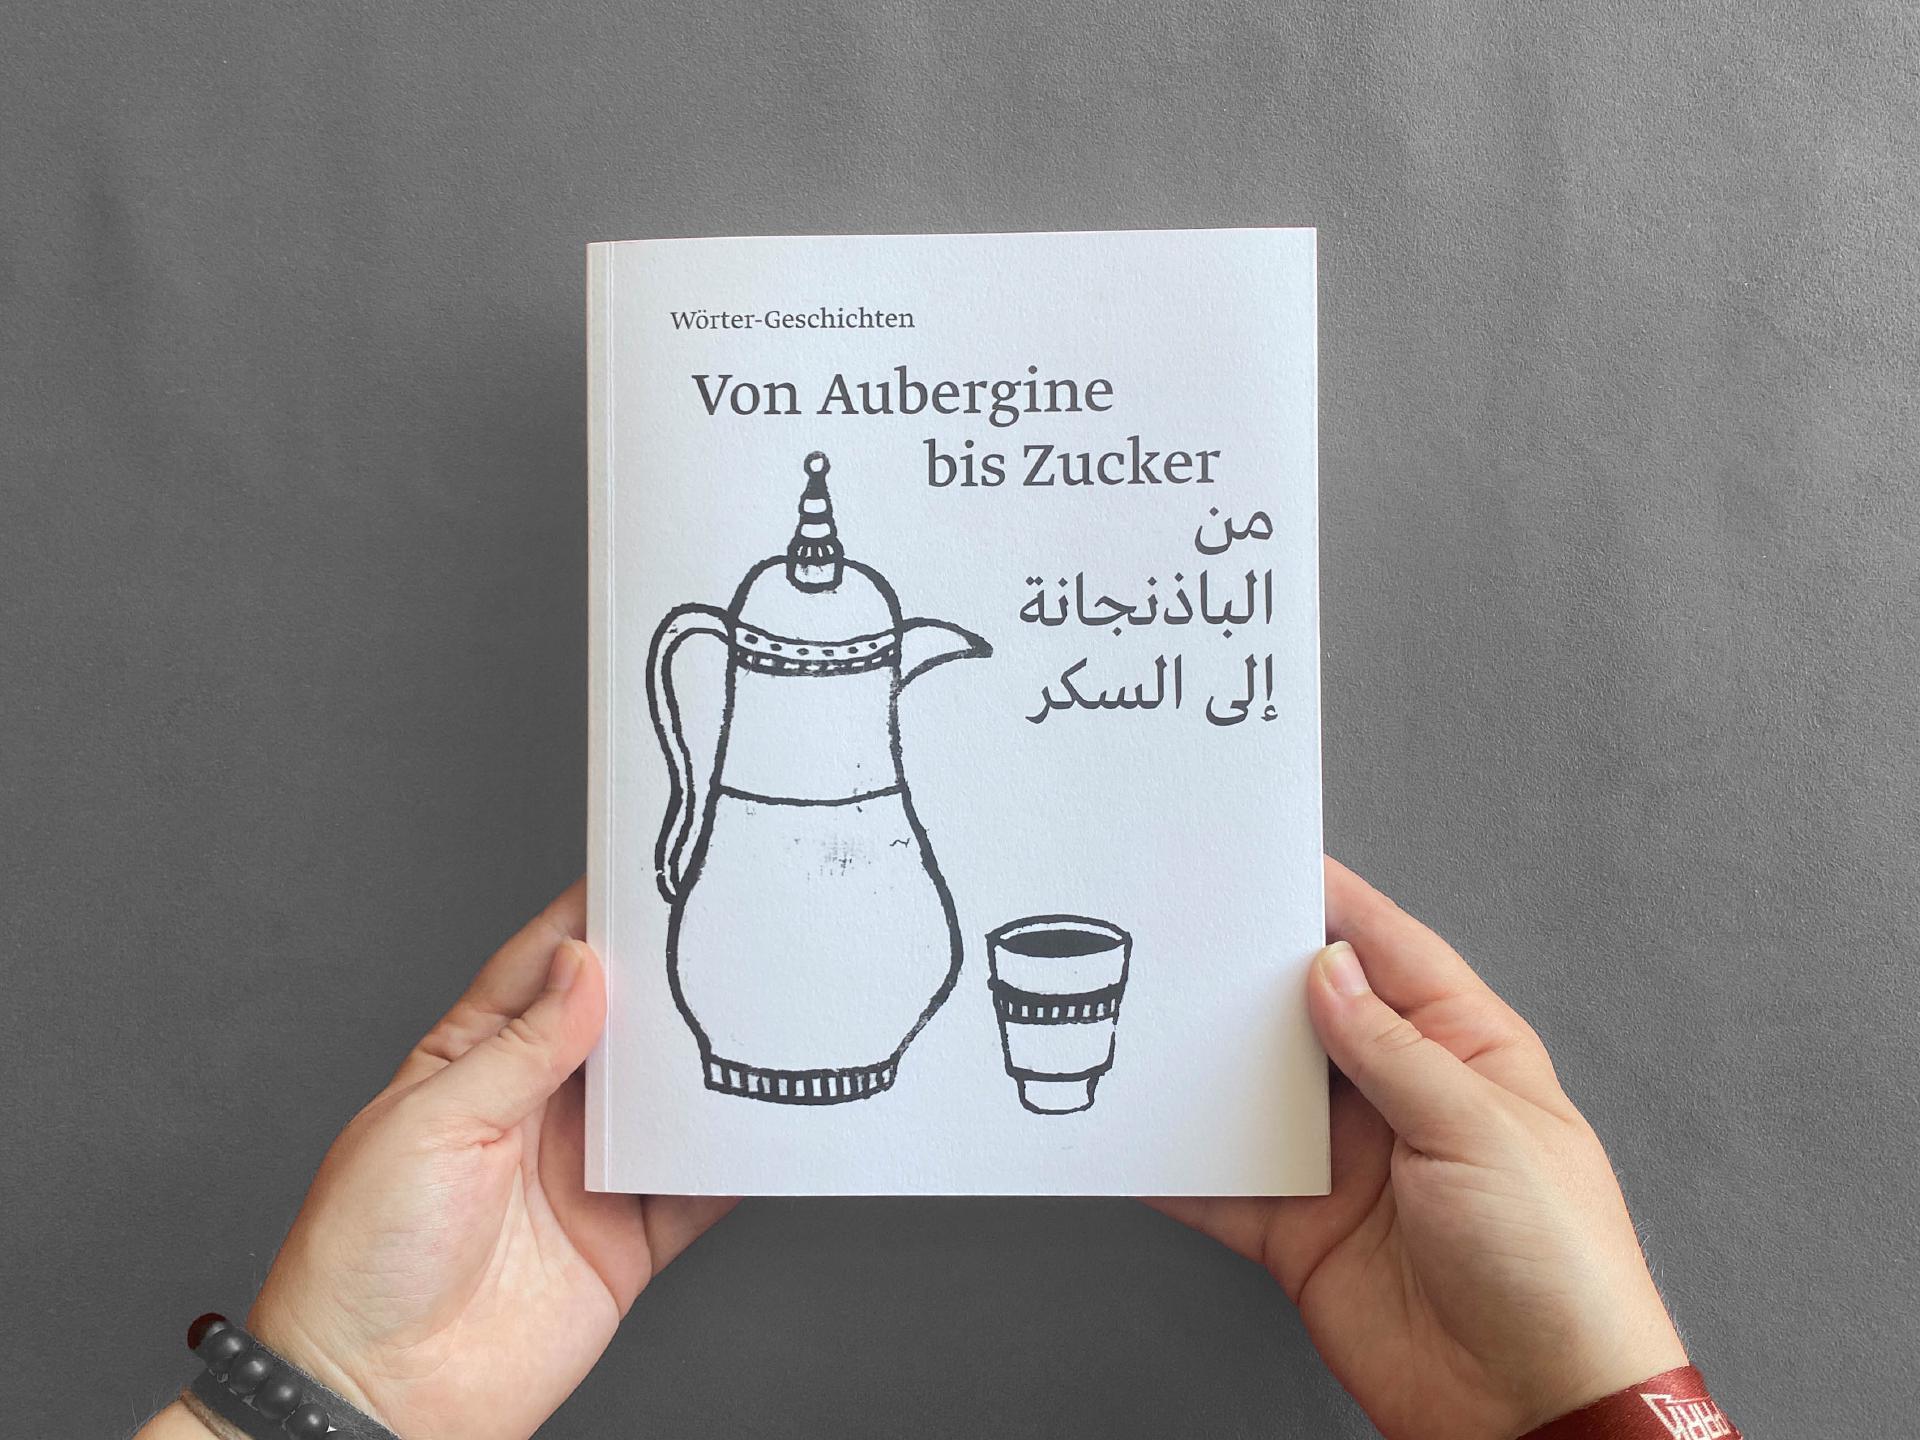 Wörter-Geschichten
Von Aubergine
bis Zucker
من
الباذنجانة
إلى السكر